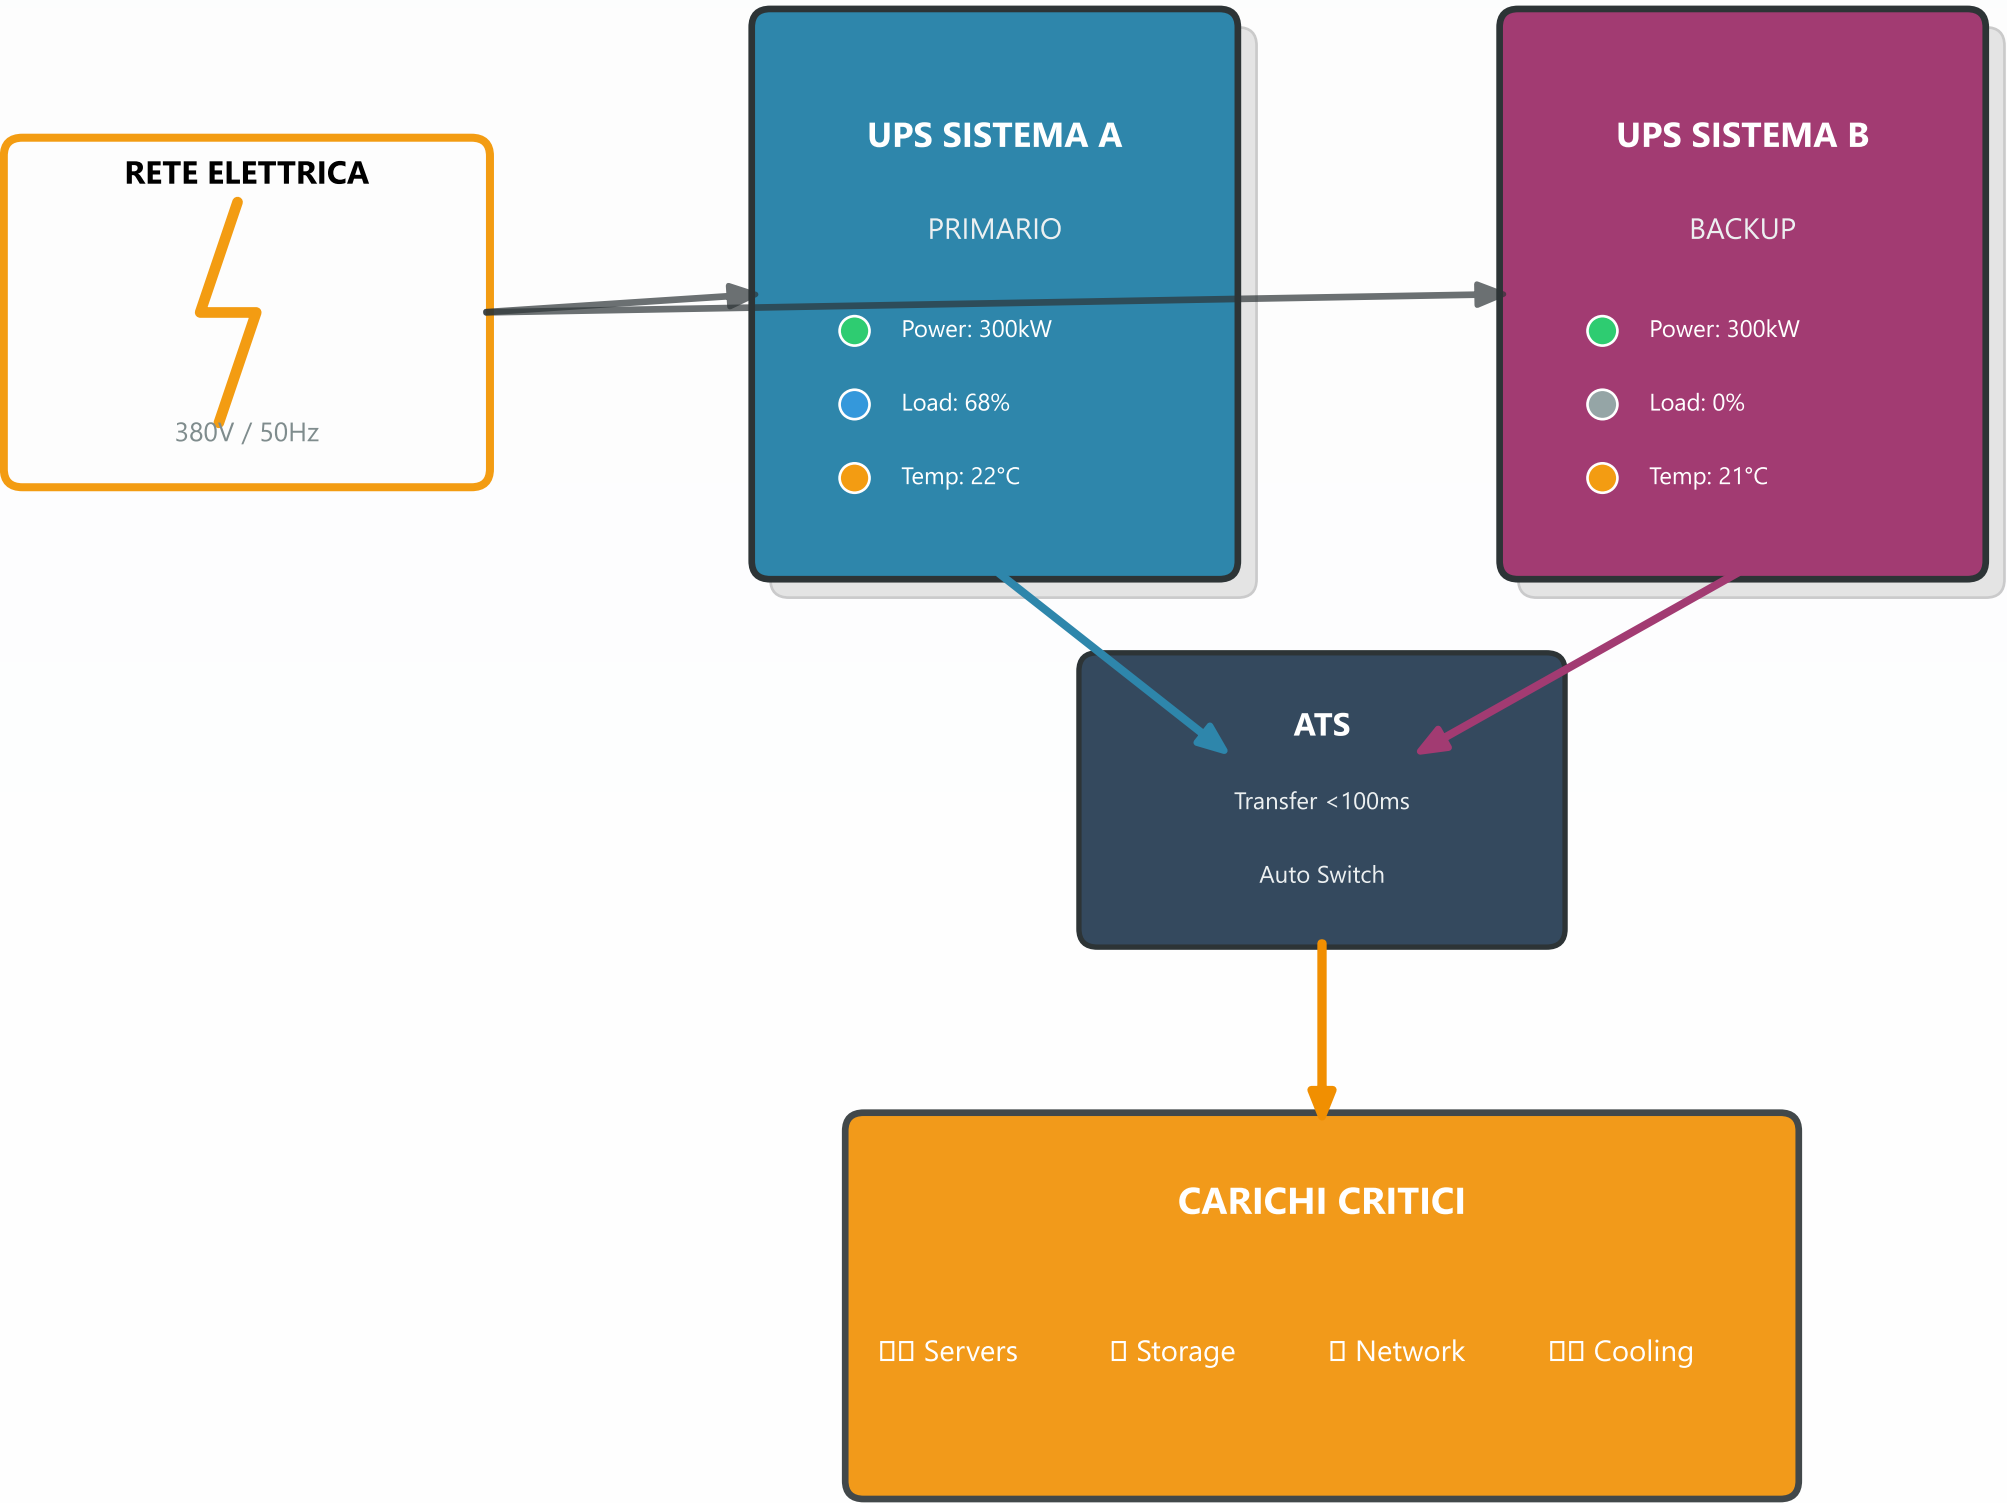 RETE ELETTRICA
380V / 50Hz
UPS SISTEMA A
PRIMARIO
Power: 300kW
Load: 68%
Temp: 22°C
UPS SISTEMA B
BACKUP
Power: 300kW
Load: 0%
Temp: 21°C
ATS
Transfer <100ms
Auto Switch
CARICHI CRITICI
Servers
Storage
Network
Cooling